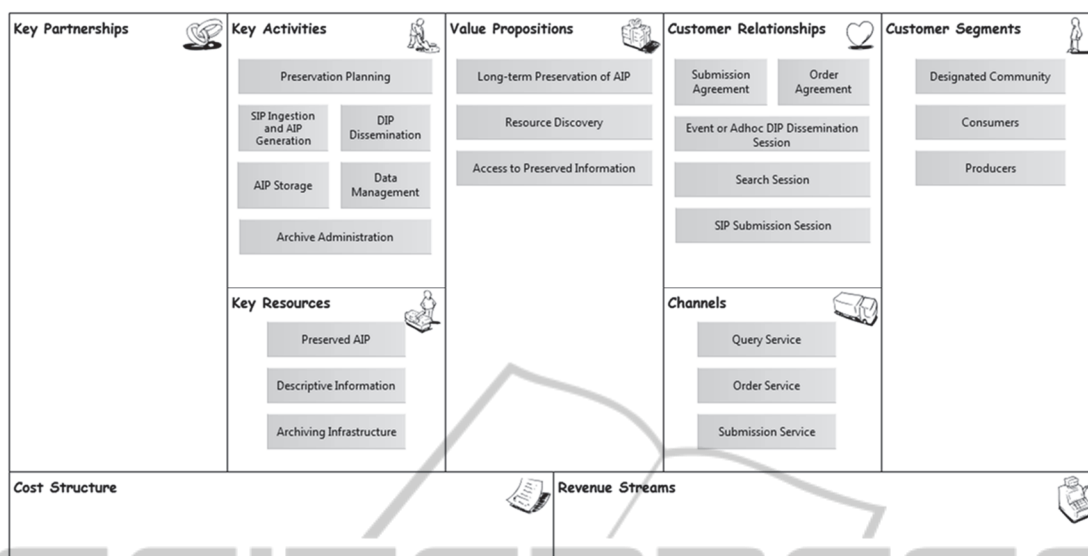 Key Partnerships
Key Activities
Preservation Planning
SIP Ingestion
and AIP
Generation
DIP
Dissemination
AIP Storage
Data
Management
Archive Administration
Key Resources
Preserved AIP
Descriptive Information
Archiving Infrastructure
Value Propositions
Long-term Preservation of AIP
Resource Discovery
Access to Preserved Information
Customer Relationships
Submission
Agreement
Order
Agreement
Event or Adhoc DIP Dissemination
Session
Search Session
SIP Submission Session
Channels
Query Service
Order Service
Submission Service
Customer Segments
Designated Community
Consumers
Producers
Cost Structure
Revenue Streams